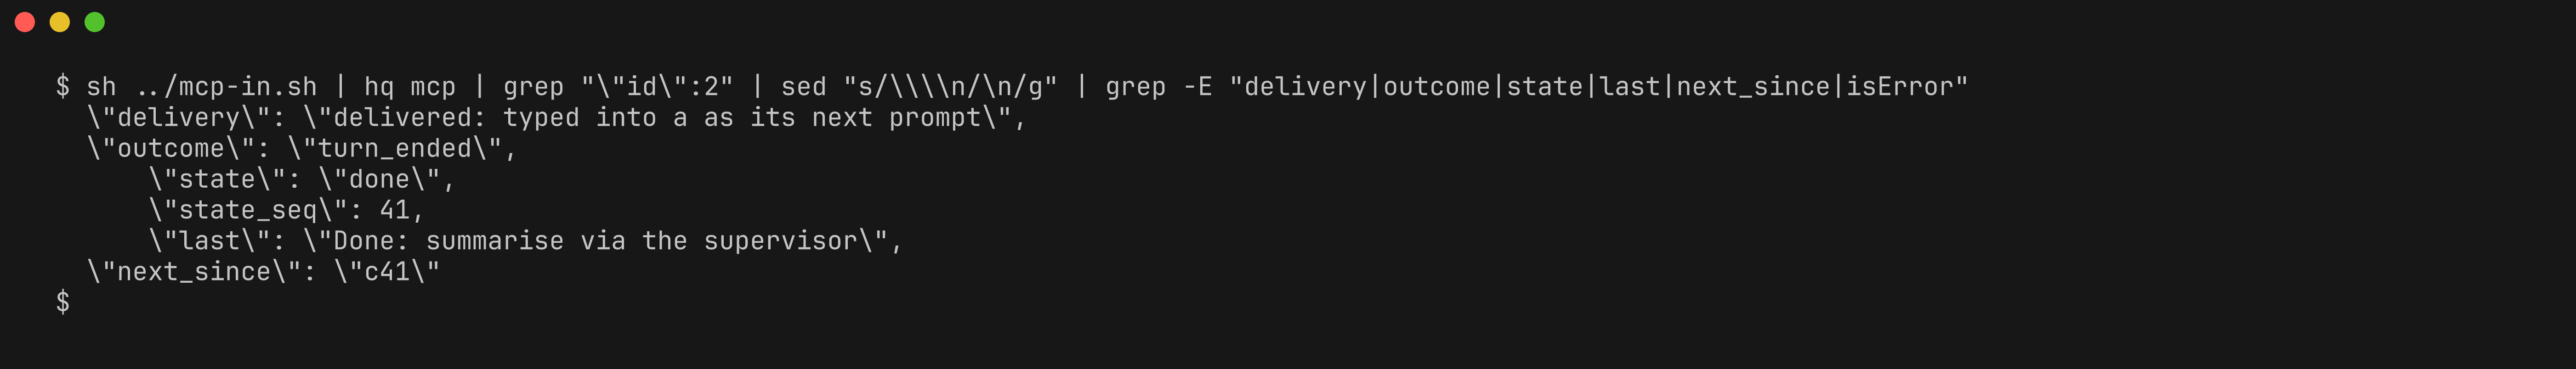 $ sh ../mcp-in.sh | hq mcp | grep "\"id\":2" | sed "s/\\\\n/\n/g" | grep -E "delivery|outcome|state|last|next_since|isError"
  \"delivery\": \"delivered: typed into a as its next prompt\",
  \"outcome\": \"turn_ended\",
      \"state\": \"done\",
      \"state_seq\": 41,
      \"last\": \"Done: summarise via the supervisor\",
  \"next_since\": \"c41\"
$